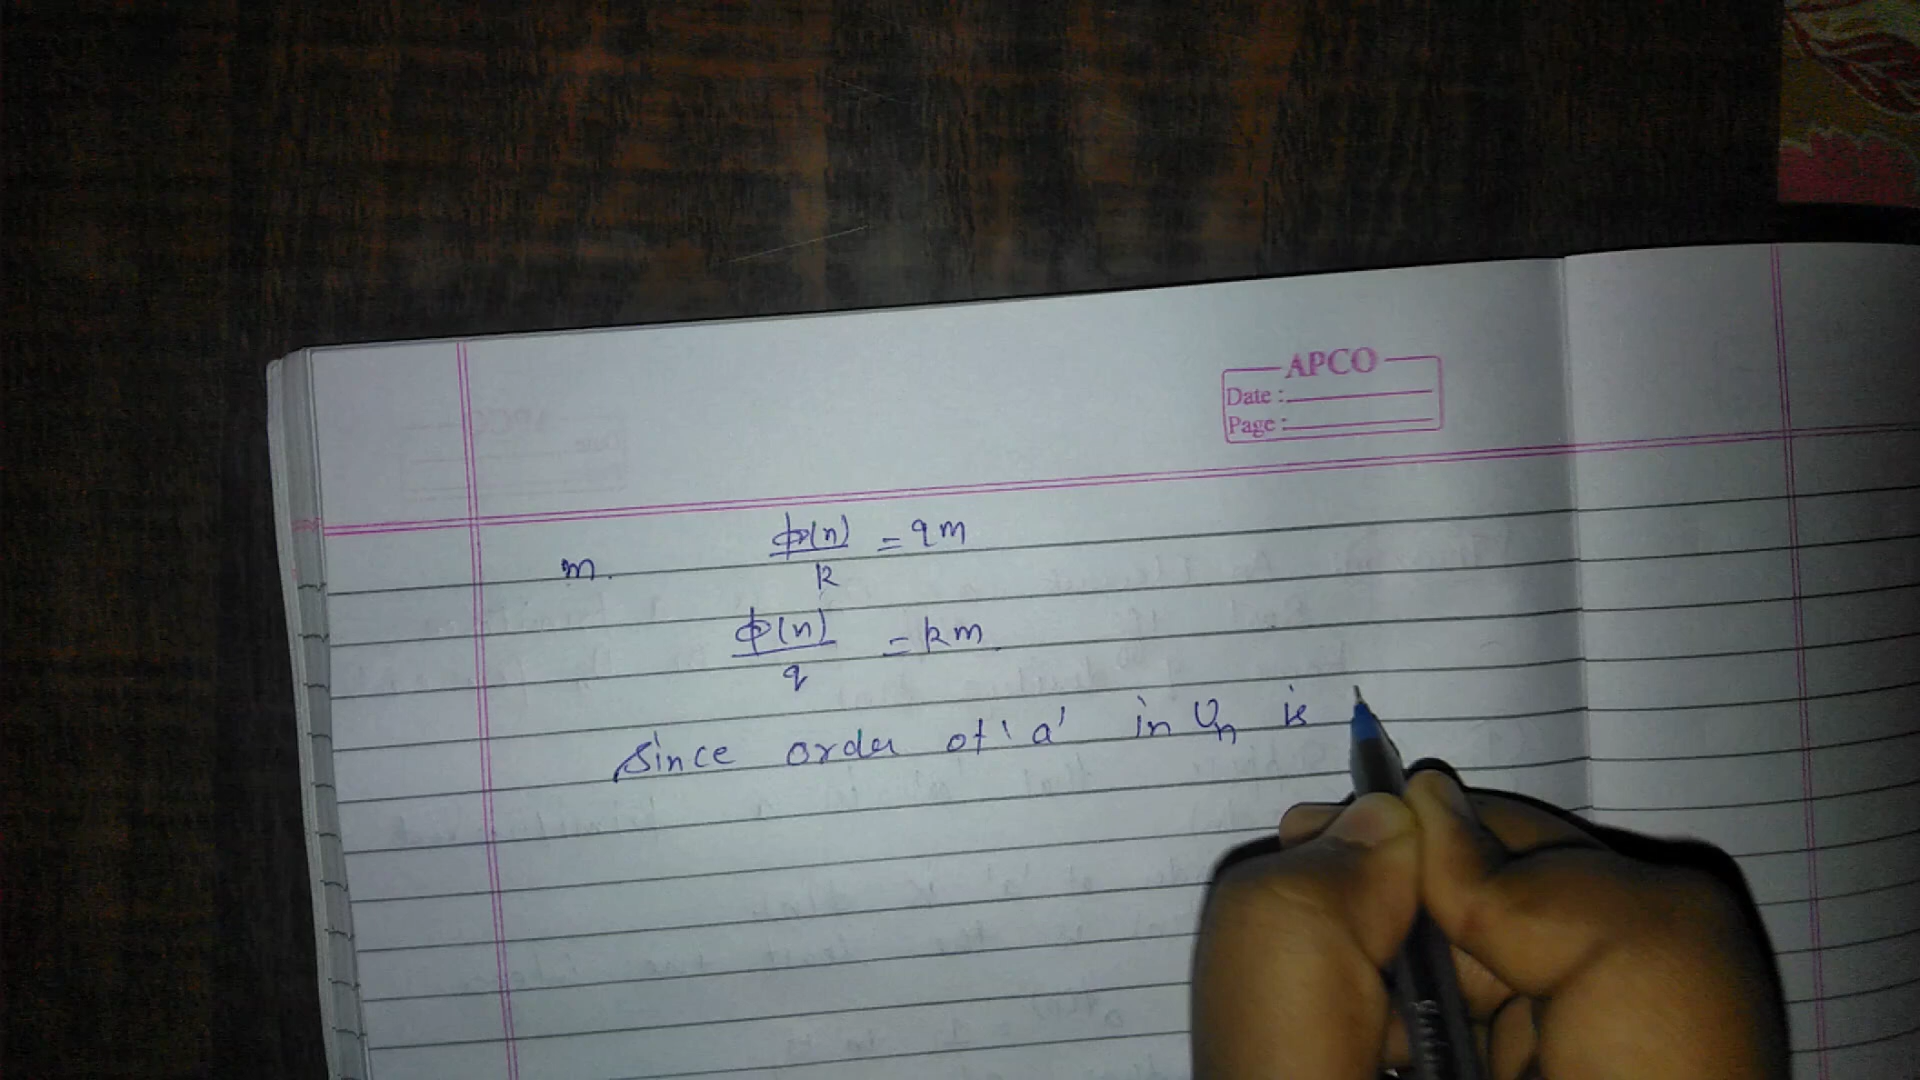 APCO
Date :
Page :
m. φ(n)/k = qm
φ(n)/q = km
Since order of 'a' in Un is